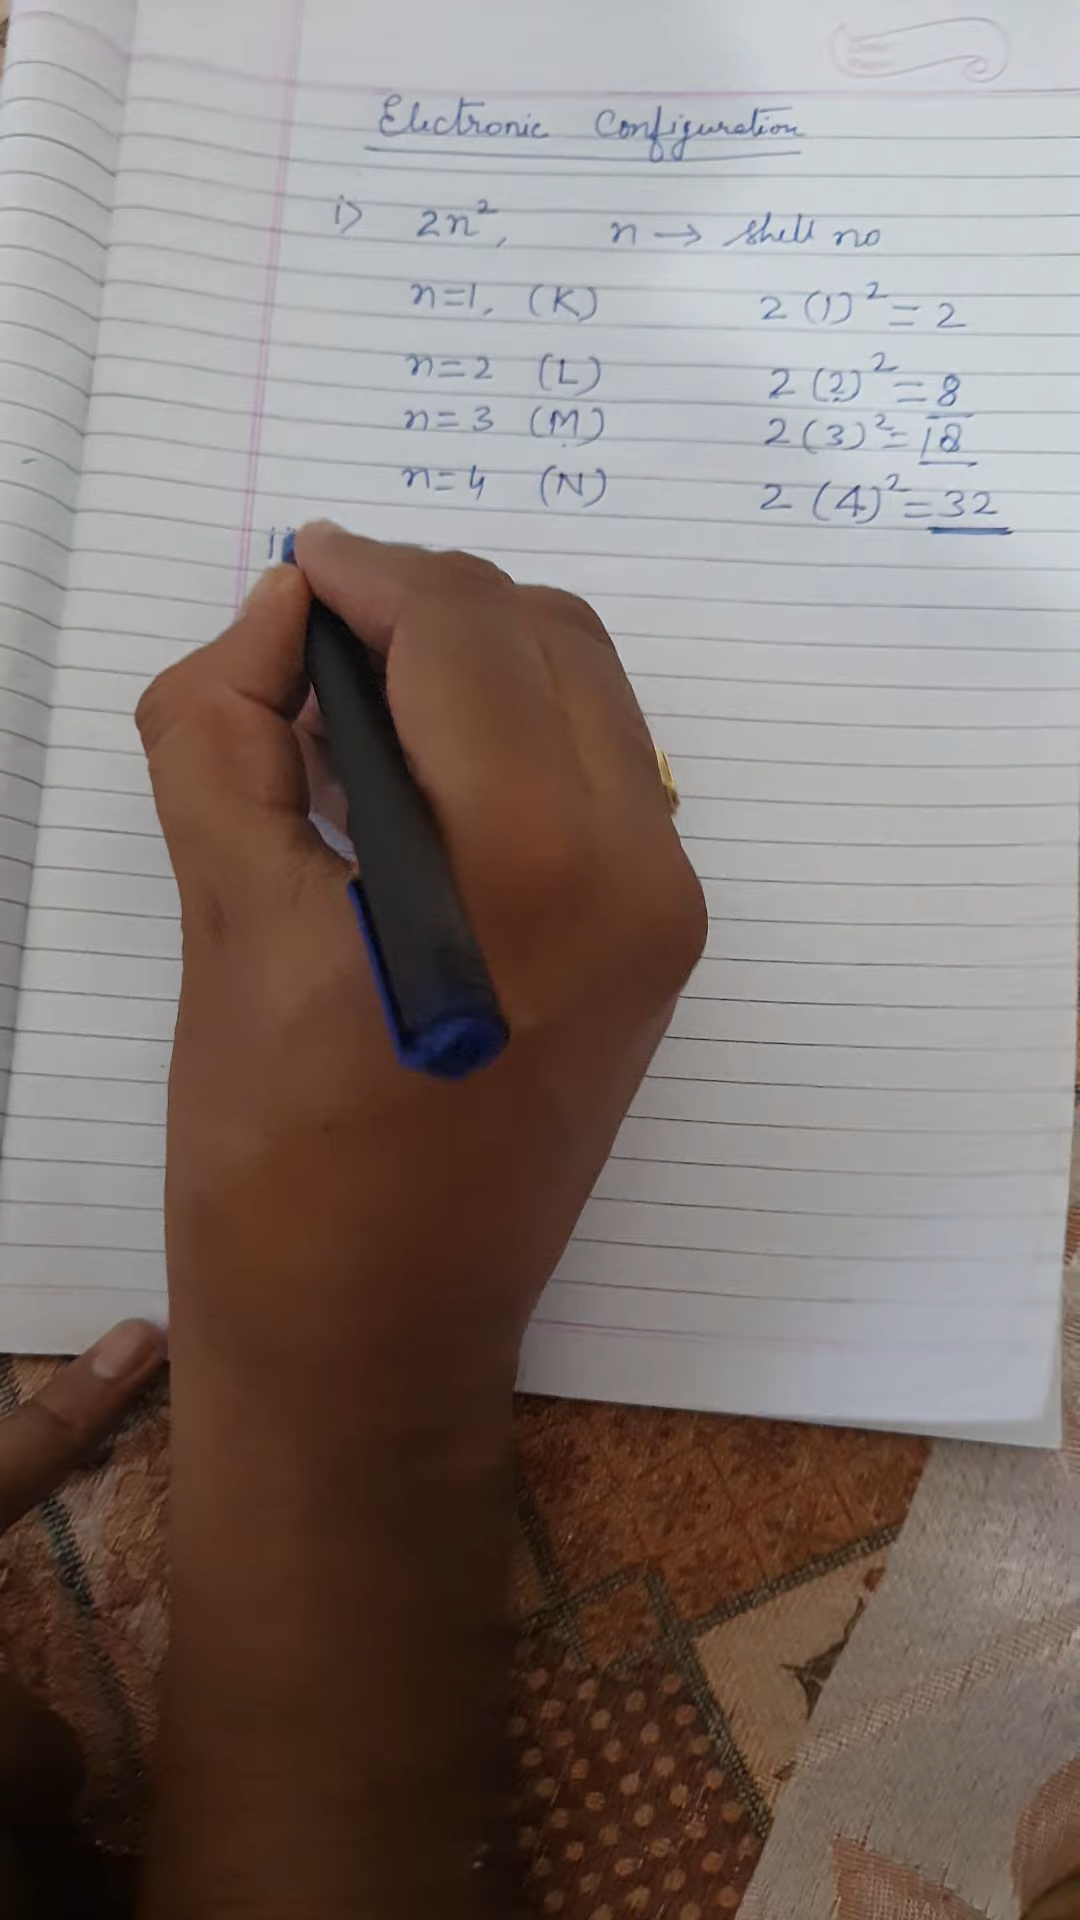 Electronic Configuration
i> 2n², n → shell no
n=1, (K) 2 (1)² = 2
n=2 (L) 2 (2)² = 8
n=3 (M) 2 (3)² = 18
n=4 (N) 2 (4)² = 32